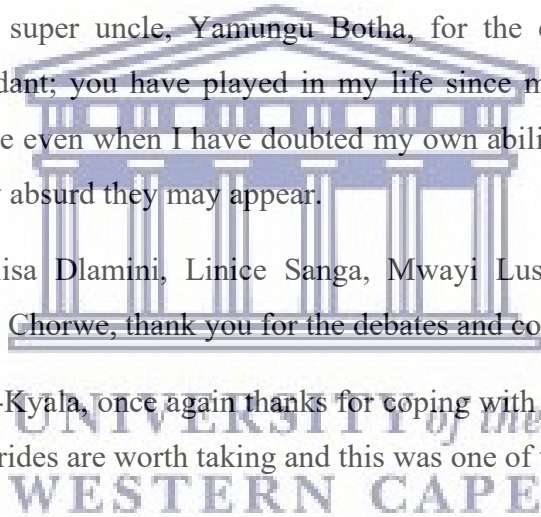 super uncle, Yamungu Botha, for the
dant; you have played in my life since
e even when I have doubted my own abili
absurd they may appear.
isa Dlamini, Linice Sanga, Mwayi Lus
Chorwe, thank you for the debates and co
-Kyala, once again thanks for coping with
UNIVERSITY of the
rides are worth taking and this was one of
WESTERN CAPE